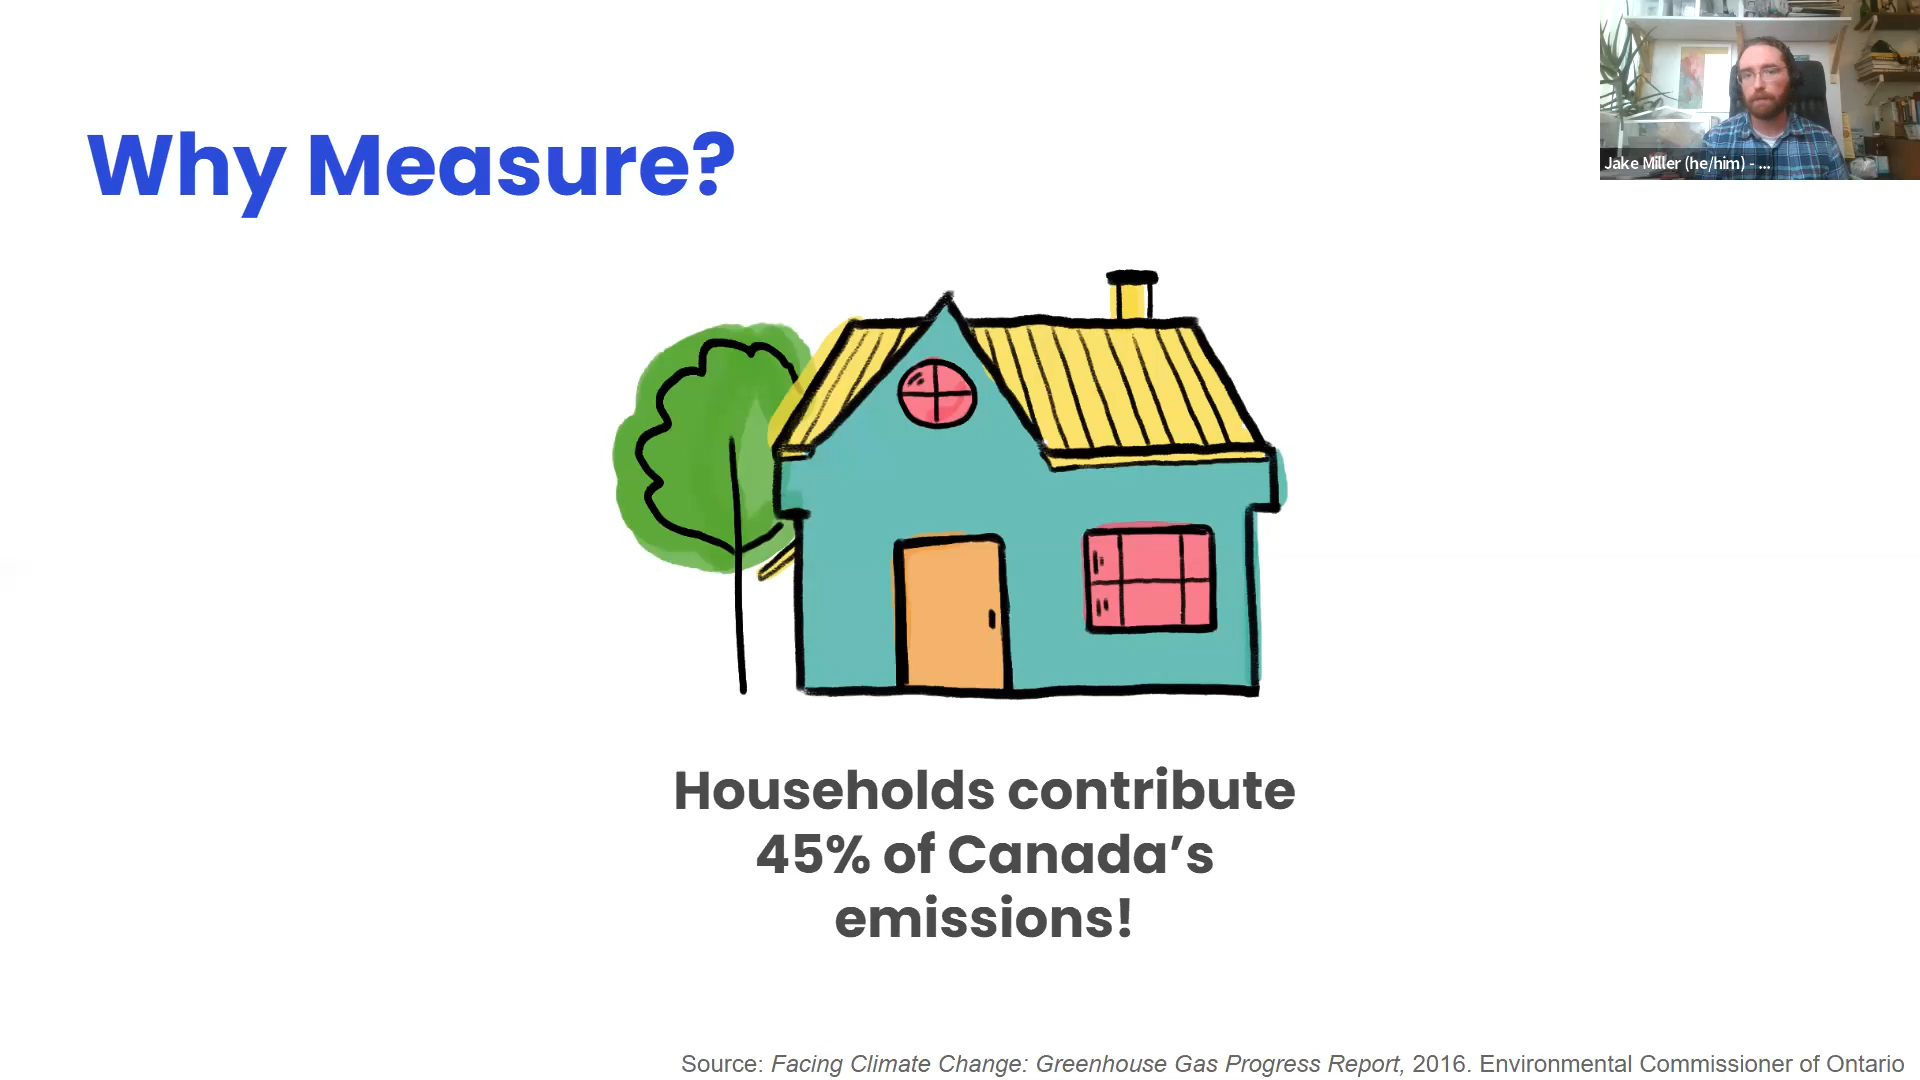 Why Measure?
Jake Miller (he/him) - ...
Households contribute
45% of Canada’s
emissions!
Source: Facing Climate Change: Greenhouse Gas Progress Report, 2016. Environmental Commissioner of Ontario